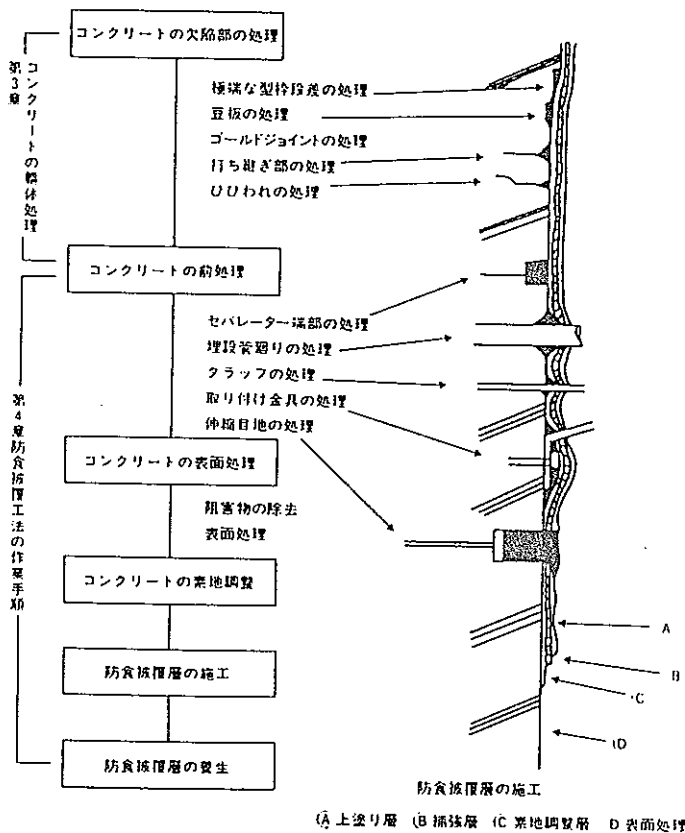 コンクリートの欠陥部の処理
第3章
コンクリートの軀体処理
極端な型枠段差の処理
豆板の処理
ゴールドジョイントの処理
打ち継ぎ部の処理
ひびわれの処理
コンクリートの前処理
セパレーター端部の処理
埋設管廻りの処理
クラッフの処理
取り付け金具の処理
伸縮目地の処理
第4章防食被覆工法の作業手順
コンクリートの表面処理
阻害物の除去
表面処理
コンクリートの素地調整
防食被覆層の施工
防食被覆層の養生
A
B
(C
(D
防食被覆層の施工
(A 上塗り層 (B 補強層 (C 素地調整層 D 表面処理